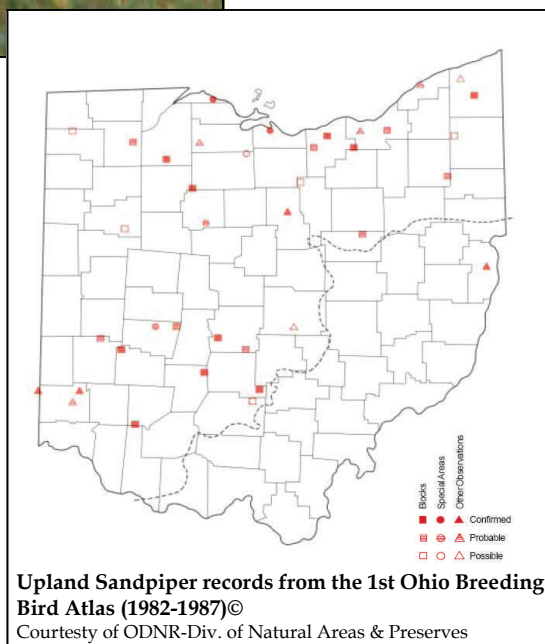 Blocks
Special Areas
Other Observations
Confirmed
Probable
Possible
Upland Sandpiper records from the 1st Ohio Breeding
Bird Atlas (1982-1987)©
Courtesty of ODNR-Div. of Natural Areas & Preserves